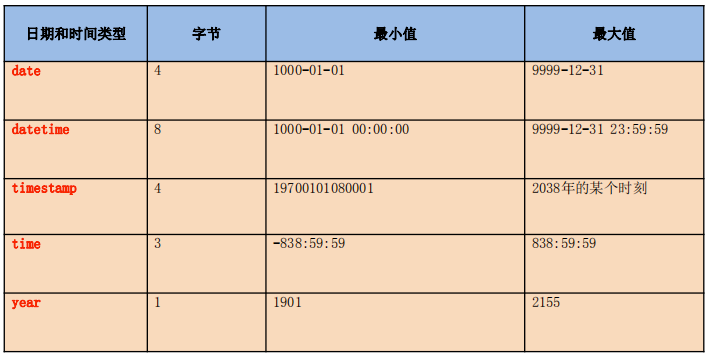 日期和时间类型 字节 最小值 最大值
date 4 1000-01-01 9999-12-31
datetime 8 1000-01-01 00:00:00 9999-12-31 23:59:59
timestamp 4 19700101080001 2038年的某个时刻
time 3 -838:59:59 838:59:59
year 1 1901 2155